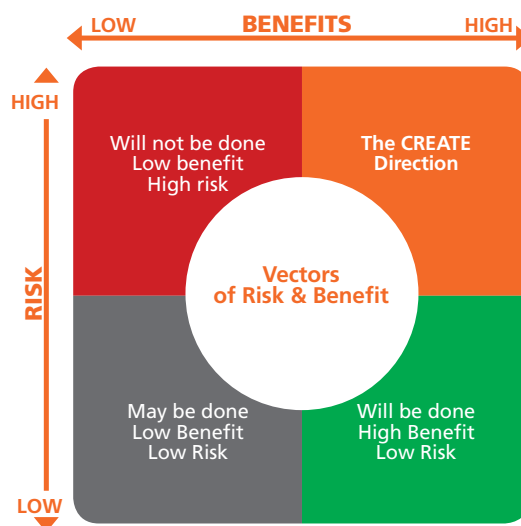 LOW BENEFITS HIGH
HIGH
Will not be done
Low benefit
High risk
The CREATE
Direction
RISK
Vectors
of Risk & Benefit
May be done
Low Benefit
Low Risk
Will be done
High Benefit
Low Risk
LOW